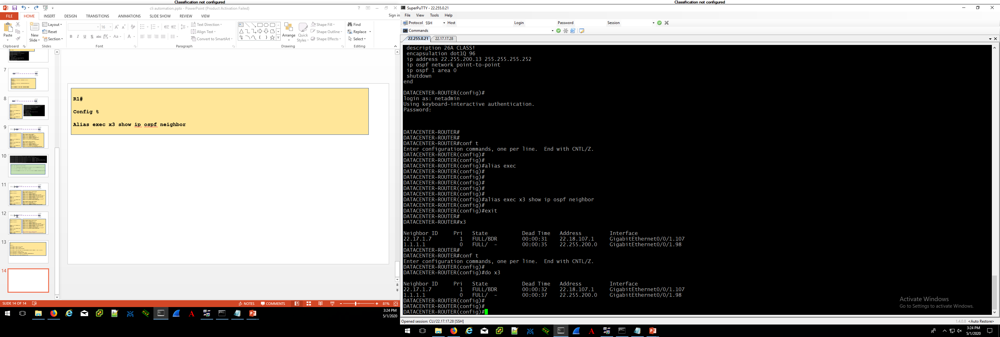 Classification not configured
cli automation.pptx - PowerPoint (Product Activation Failed)
FILE HOME INSERT DESIGN TRANSITIONS ANIMATIONS SLIDE SHOW REVIEW VIEW Sign in
Paste
New Slide
Layout
Reset
Section
16
B I U S abc AV Aa A
Text Direction
Align Text
Convert to SmartArt
Arrange
Quick Styles
Shape Fill
Shape Outline
Shape Effects
Find
Replace
Select
Clipboard Slides Font Paragraph Drawing Editing
7
8
9
10
11
12
13
14
R1#
Config t
Alias exec x3 show ip ospf neighbor
SLIDE 14 OF 14 NOTES COMMENTS 81%
3:24 PM
5/1/2020
Classification not configured
SuperPuTTY - 22.255.0.21
File View Tools Help
Protocol SSH Host Login Password Session
Commands
22.255.0.21 22.17.17.28
description 26A CLASS!
encapsulation dot1Q 96
ip address 22.255.200.13 255.255.255.252
ip ospf network point-to-point
ip ospf 1 area 0
shutdown
end
DATACENTER-ROUTER(config)#
login as: netadmin
Using keyboard-interactive authentication.
Password:
DATACENTER-ROUTER#
DATACENTER-ROUTER#
DATACENTER-ROUTER#conf t
Enter configuration commands, one per line.  End with CNTL/Z.
DATACENTER-ROUTER(config)#
DATACENTER-ROUTER(config)#
DATACENTER-ROUTER(config)#alias exec
DATACENTER-ROUTER(config)#
DATACENTER-ROUTER(config)#
DATACENTER-ROUTER(config)#
DATACENTER-ROUTER(config)#
DATACENTER-ROUTER(config)#
DATACENTER-ROUTER(config)#alias exec x3 show ip ospf neighbor
DATACENTER-ROUTER(config)#
DATACENTER-ROUTER(config)#exit
DATACENTER-ROUTER#
DATACENTER-ROUTER#x3
Neighbor ID     Pri   State           Dead Time   Address         Interface
22.17.1.7         1   FULL/BDR        00:00:31    22.18.107.1     GigabitEthernet0/0/1.107
1.1.1.1           0   FULL/  -        00:00:35    22.255.200.0    GigabitEthernet0/0/1.98
DATACENTER-ROUTER#
DATACENTER-ROUTER#conf t
Enter configuration commands, one per line.  End with CNTL/Z.
DATACENTER-ROUTER(config)#
DATACENTER-ROUTER(config)#do x3
Neighbor ID     Pri   State           Dead Time   Address         Interface
22.17.1.7         1   FULL/BDR        00:00:32    22.18.107.1     GigabitEthernet0/0/1.107
1.1.1.1           0   FULL/  -        00:00:37    22.255.200.0    GigabitEthernet0/0/1.98
DATACENTER-ROUTER(config)#
DATACENTER-ROUTER(config)#
DATACENTER-ROUTER(config)#
Activate Windows
Go to Settings to activate Windows.
Opened session: CLI/22.17.17.28 [SSH] 1.4.0.8 <Auto Restore>
3:24 PM
5/1/2020